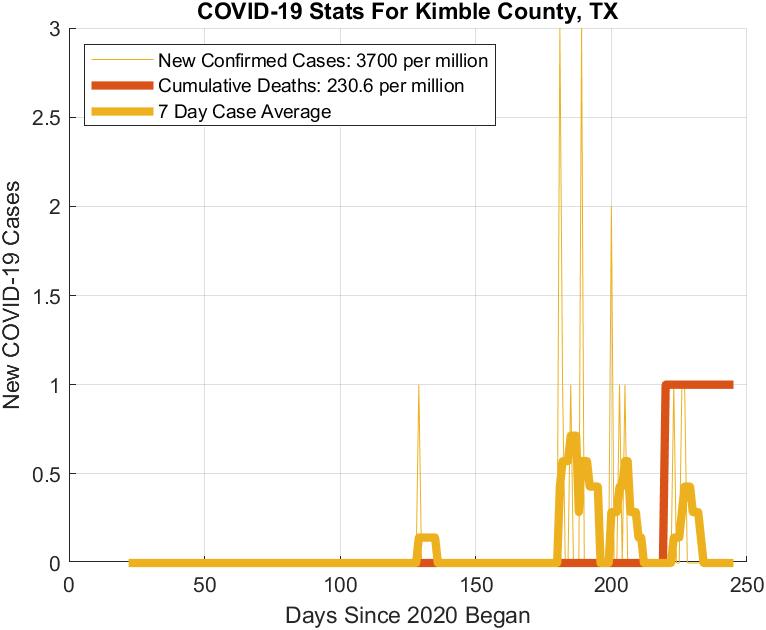 COVID-19 Stats For Kimble County, TX
New Confirmed Cases: 3700 per million
Cumulative Deaths: 230.6 per million
7 Day Case Average
New COVID-19 Cases
3
2.5
2
1.5
1
0.5
0
0 50 100 150 200 250
Days Since 2020 Began